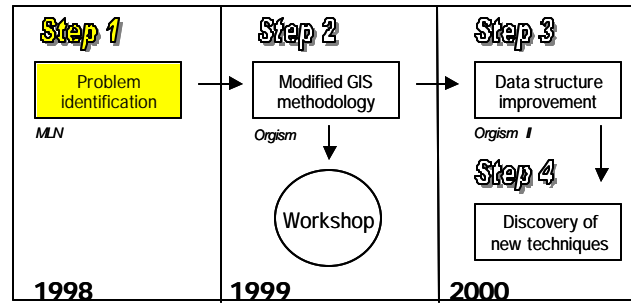 Step 1
Problem
identification
MLN
1998
Step 2
Modified GIS
methodology
Orgism
Workshop
1999
Step 3
Data structure
improvement
Orgism II
Step 4
Discovery of
new techniques
2000